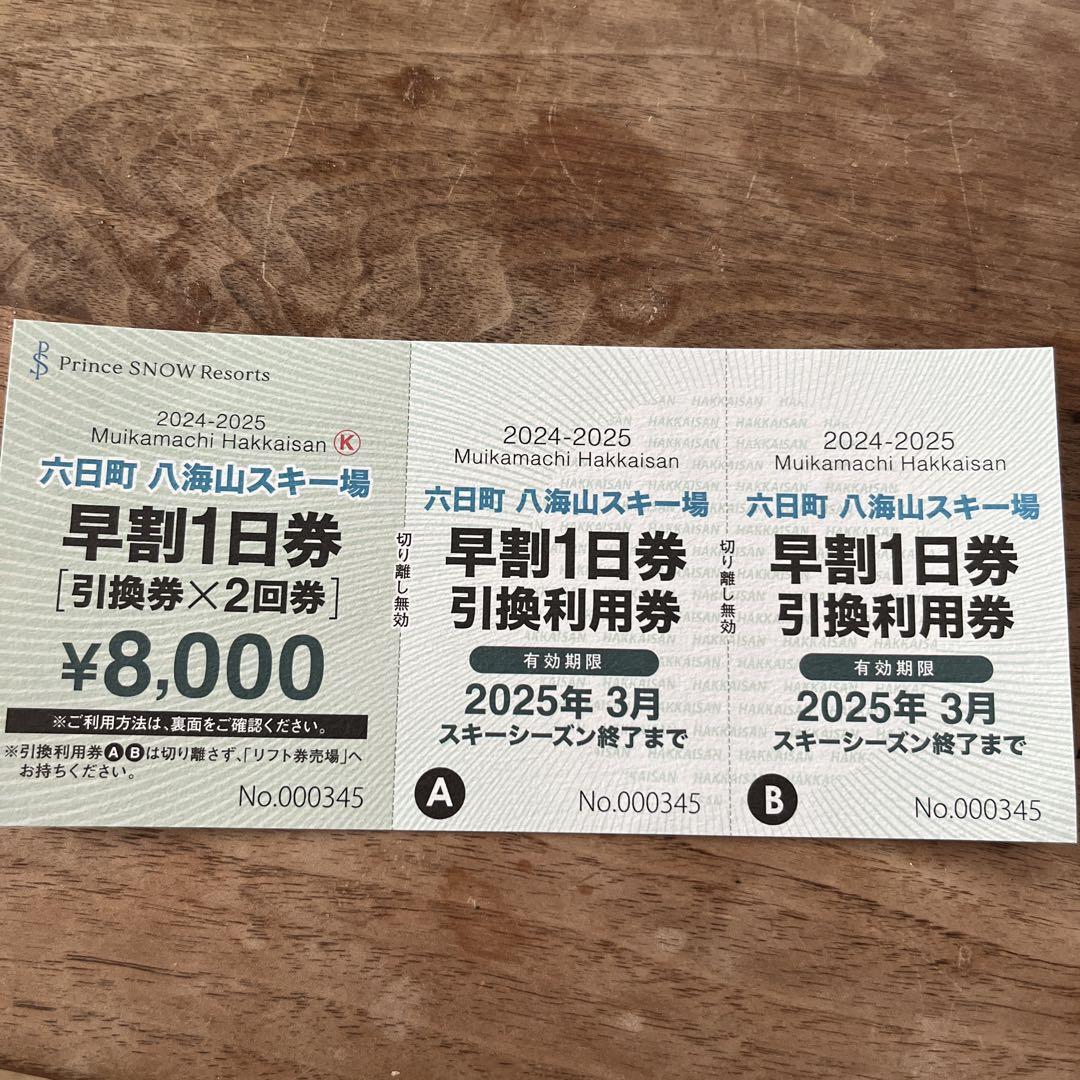 PS Prince SNOW Resorts
2024-2025
Muikamachi Hakkaisan Ⓚ
六日町 八海山スキー場
早割1日券
[引換券×2回券]
¥8,000
※ご利用方法は、裏面をご確認ください。
※引換利用券ⒶⒷは切り離さず、「リフト券売場」へ
お持ちください。
No.000345
切り離し無効
2024-2025
Muikamachi Hakkaisan
六日町 八海山スキー場
早割1日券
引換利用券
有効期限
2025年 3月
スキーシーズン終了まで
A
No.000345
切り離し無効
2024-2025
Muikamachi Hakkaisan
六日町 八海山スキー場
早割1日券
引換利用券
有効期限
2025年 3月
スキーシーズン終了まで
B
No.000345